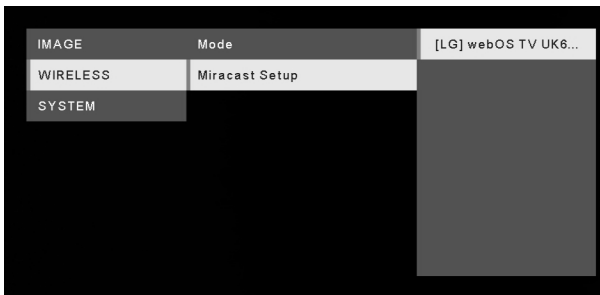 IMAGE
WIRELESS
SYSTEM
Mode
Miracast Setup
[LG] webOS TV UK6...